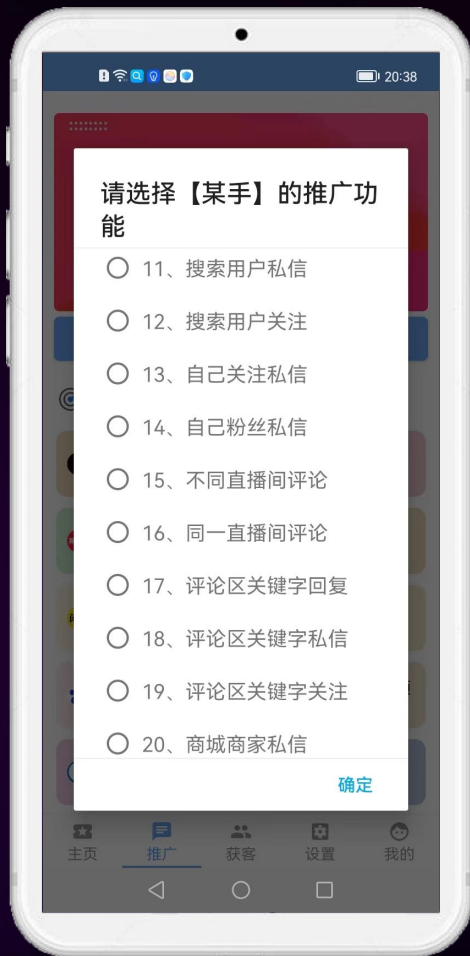 20:38
请选择【某手】的推广功
能
11、搜索用户私信
12、搜索用户关注
13、自己关注私信
14、自己粉丝私信
15、不同直播间评论
16、同一直播间评论
17、评论区关键字回复
18、评论区关键字私信
19、评论区关键字关注
20、商城商家私信
确定
主页
推广
获客
设置
我的